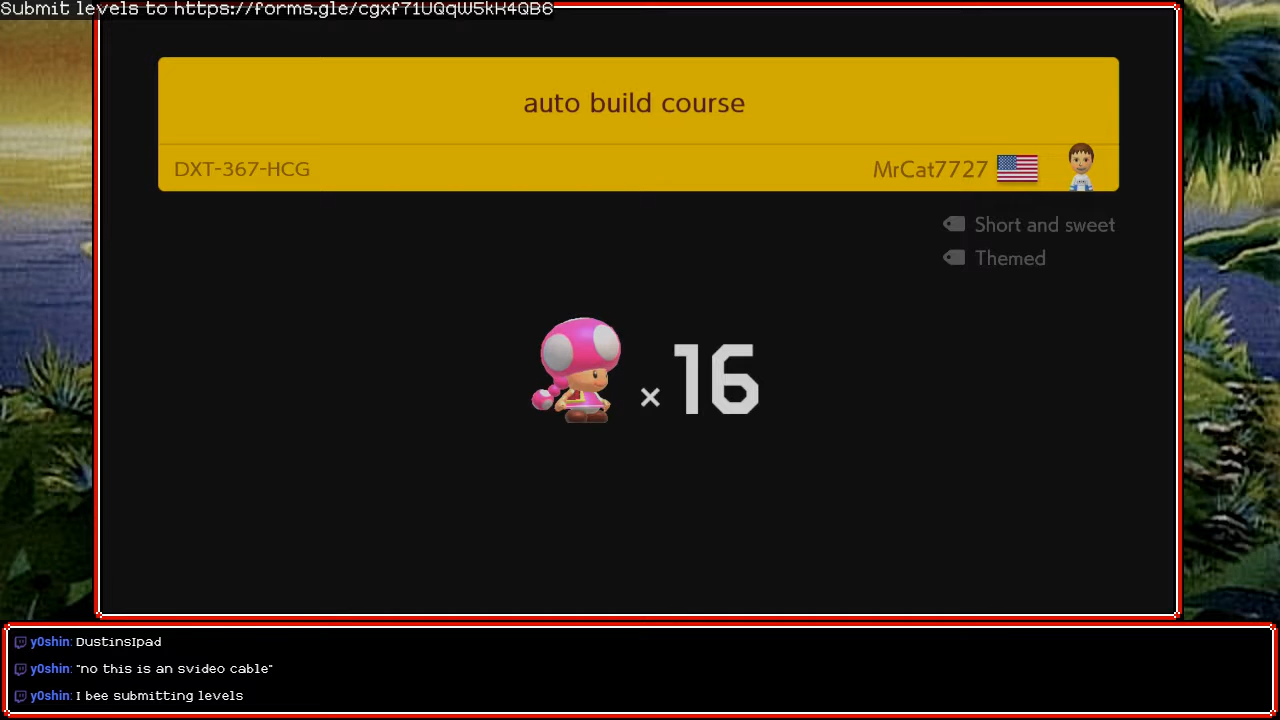 Submit levels to https://forms.gle/cgxf71UQqW5kH4QB6
auto build course
DXT-367-HCG
MrCat7727
Short and sweet
Themed
× 16
y0shin: DustinsIpad
y0shin: "no this is an svideo cable"
y0shin: I bee submitting levels